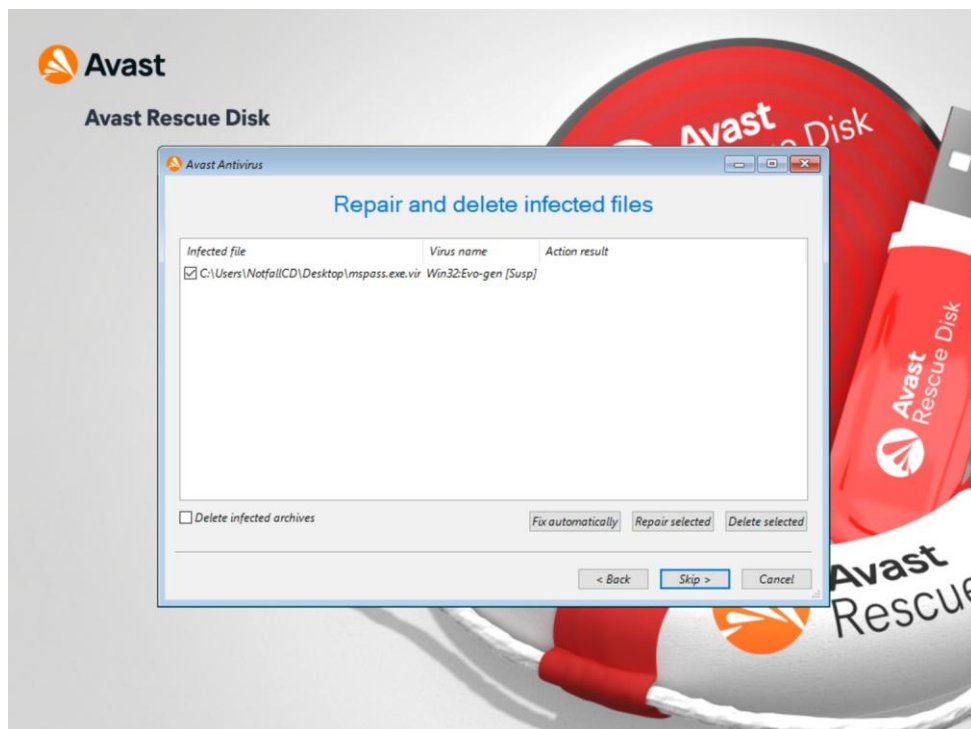 Avast
Avast Rescue Disk
Avast
Disk
Avast Antivirus
Repair and delete infected files
Infected file Virus name Action result
C:\Users\NotfallCD\Desktop\mspass.exe.vir Win32:Evo-gen [Susp]
Avast
Rescue Disk
Delete infected archives Fix automatically Repair selected Delete selected
< Back Skip > Cancel
Avast
Rescue